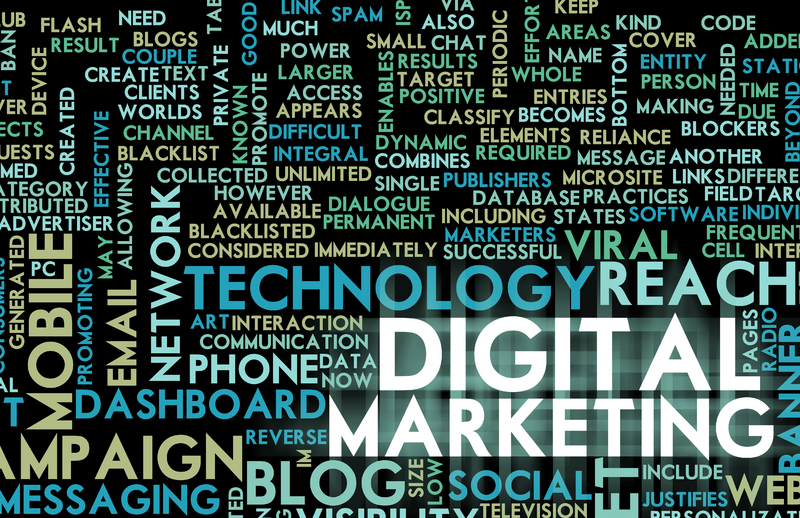 NEED
FLASH
RESULT
BLOGS
COUPLE
CREATE TEXT
CLIENTS
WORLDS
CHANNEL
BLACKLIST
DEVICE
CREATED
EFFECTIVE
ALLOWING
MAY
PRIVATE
GOOD
KNOWN
PROMOTE
LINK
SPAM
MUCH
POWER
LARGER
ACCESS
APPEARS
DIFFICULT
INTEGRAL
COLLECTED UNLIMITED
HOWEVER
AVAILABLE
BLACKLISTED
CONSIDERED IMMEDIATELY
DIALOGUE
PERMANENT
ISP
VIA
ALSO
SMALL CHAT
RESULTS
TARGET
POSITIVE
ENABLES
PERIODIC
CLASSIFY BECOMES
DYNAMIC
COMBINES
SINGLE
ELEMENTS
REQUIRED
KEEP
AREAS
NAME
WHOLE
ENTRIES
BOTTOM
KIND
CODE
COVER
ENTITY
PERSON
MAKING
NEEDED
TIME
DUE
BLOCKERS
BEYOND
RELIANCE
MESSAGE ANOTHER
PUBLISHERS
MICROSITE
LINKS
DATABASE PRACTICES
FIELD
INCLUDING STATES SOFTWARE
MARKETERS
SUCCESSFUL
VIRAL
FREQUENT
CELL
ADVERTISER
GENERATED
PC
MOBILE
PROMOTING
EMAIL
NETWORK
TECHNOLOGY REACH
ART INTERACTION
COMMUNICATION
PHONE
DATA
NOW
DIGITAL
MARKETING
PAGES
RADIO
BANNER
DASHBOARD
REVERSE
IM
BLOG
SIZE
LOW
SOCIAL
TELEVISION
INCLUDE
JUSTIFIES
WEB
MESSAGING
VISIBILITY